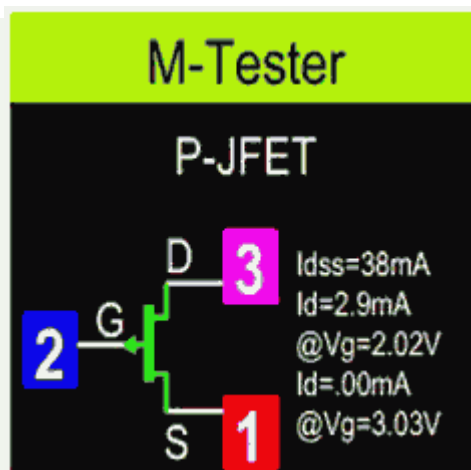 M-Tester
P-JFET
D
3
Idss=38mA
Id=2.9mA
@Vg=2.02V
Id=.00mA
@Vg=3.03V
2
G
S
1